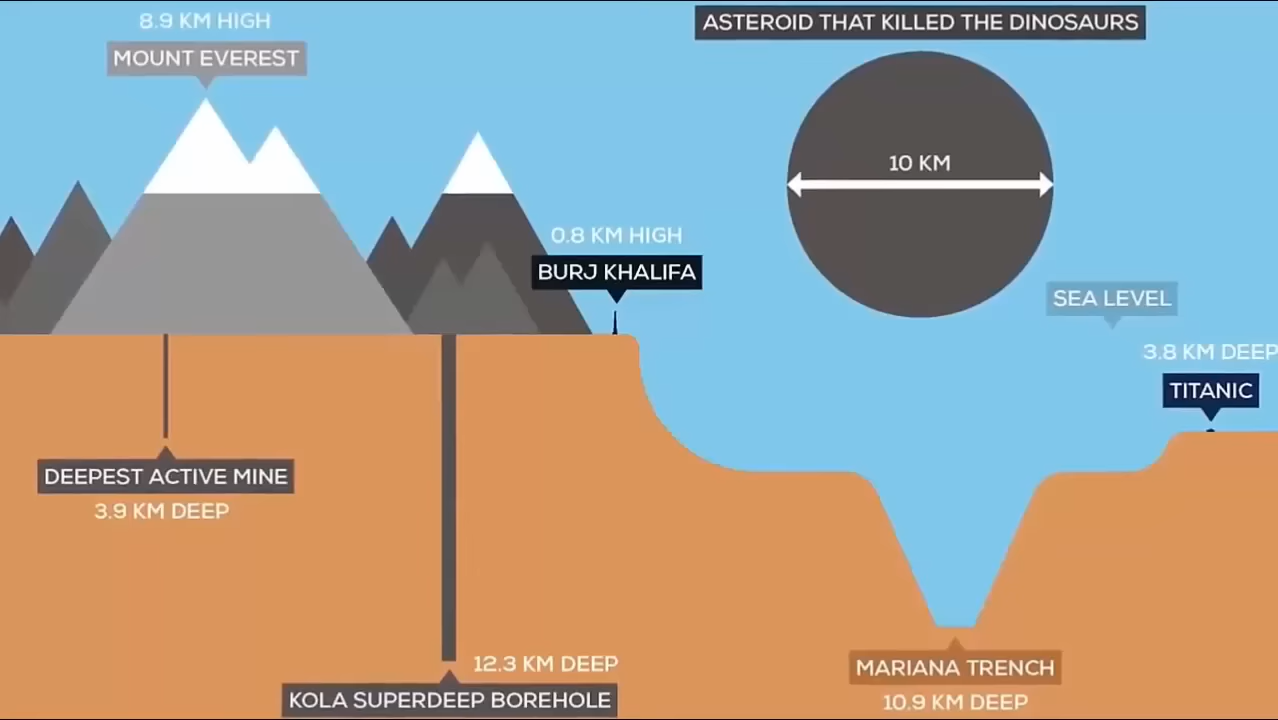 8.9 KM HIGH
MOUNT EVEREST
ASTEROID THAT KILLED THE DINOSAURS
10 KM
0.8 KM HIGH
BURJ KHALIFA
SEA LEVEL
3.8 KM DEEP
TITANIC
DEEPEST ACTIVE MINE
3.9 KM DEEP
12.3 KM DEEP
KOLA SUPERDEEP BOREHOLE
MARIANA TRENCH
10.9 KM DEEP